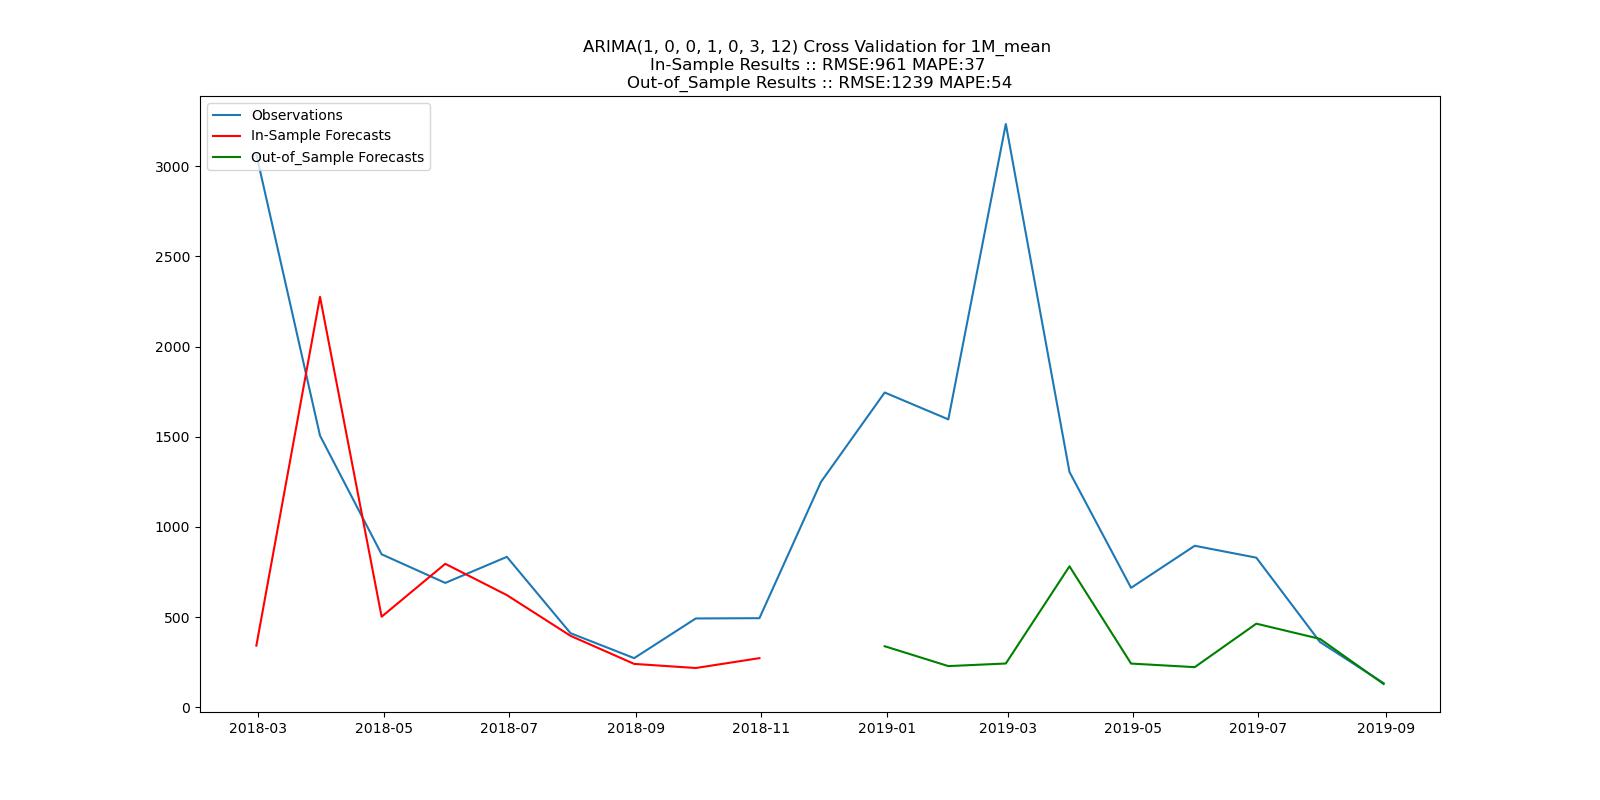 ARIMA(1, 0, 0, 1, 0, 3, 12) Cross Validation for 1M_mean
In-Sample Results :: RMSE:961 MAPE:37
Out-of_Sample Results :: RMSE:1239 MAPE:54
Observations
In-Sample Forecasts
Out-of_Sample Forecasts
3000
2500
2000
1500
1000
500
0
2018-03 2018-05 2018-07 2018-09 2018-11 2019-01 2019-03 2019-05 2019-07 2019-09